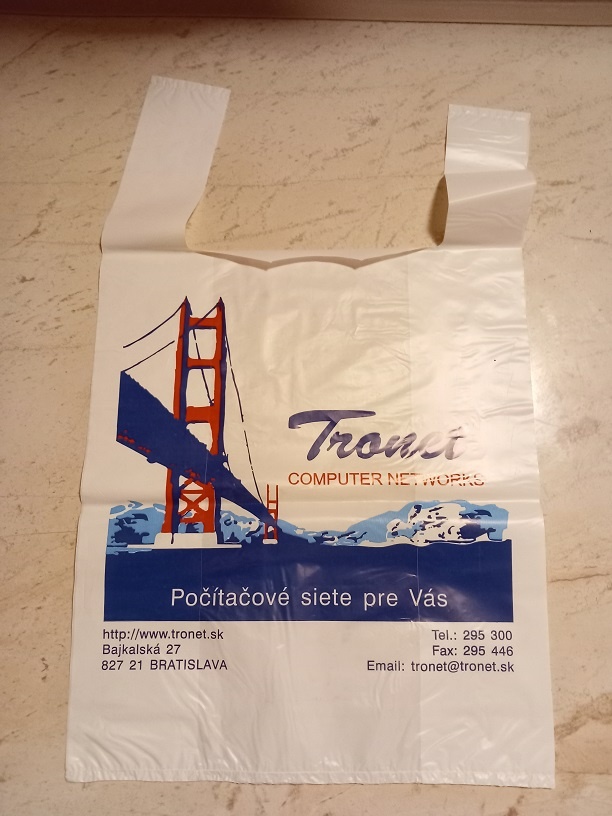 Tronet
COMPUTER NETWORKS
Počítačové siete pre Vás
http://www.tronet.sk
Bajkalská 27
827 21 BRATISLAVA
Tel.: 295 300
Fax: 295 446
Email: tronet@tronet.sk